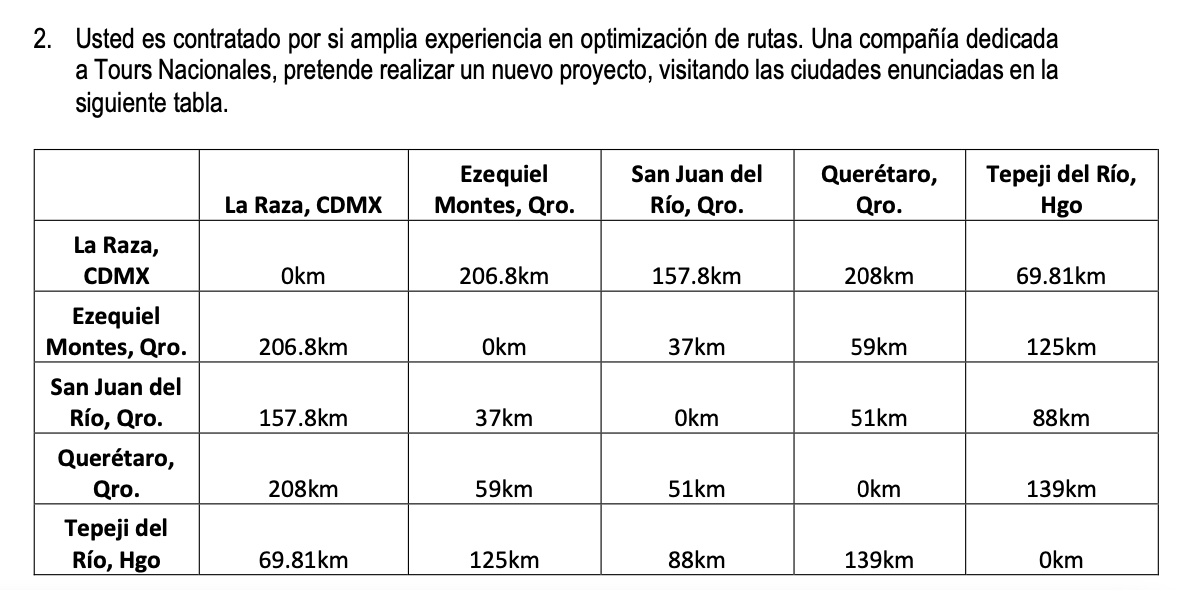 2. Usted es contratado por si amplia experiencia en optimización de rutas. Una compañía dedicada
a Tours Nacionales, pretende realizar un nuevo proyecto, visitando las ciudades enunciadas en la
siguiente tabla.
La Raza, CDMX Ezequiel Montes, Qro. San Juan del Río, Qro. Querétaro, Qro. Tepeji del Río, Hgo
La Raza, CDMX 0km 206.8km 157.8km 208km 69.81km
Ezequiel Montes, Qro. 206.8km 0km 37km 59km 125km
San Juan del Río, Qro. 157.8km 37km 0km 51km 88km
Querétaro, Qro. 208km 59km 51km 0km 139km
Tepeji del Río, Hgo 69.81km 125km 88km 139km 0km